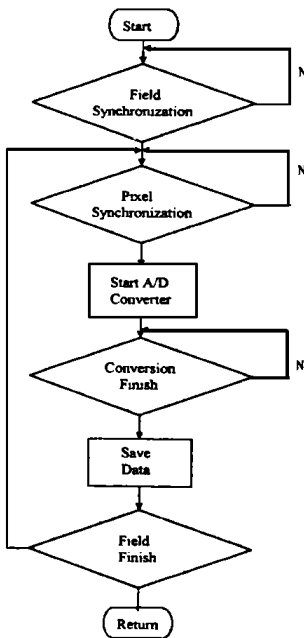 Start
N
Field
Synchronization
N
Pixel
Synchronization
Start A/D
Converter
N
Conversion
Finish
Save
Data
Field
Finish
Return